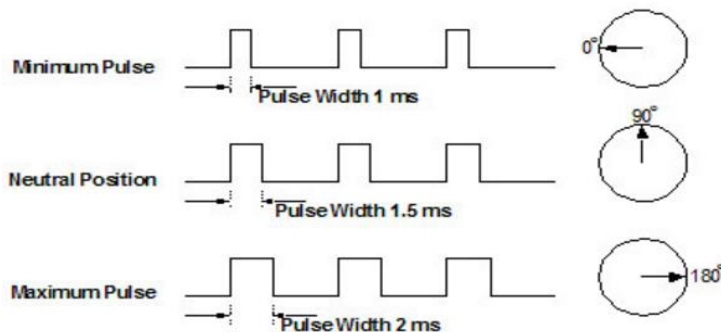 Minimum Pulse
0°
Pulse Width 1 ms
90°
Neutral Position
Pulse Width 1.5 ms
Maximum Pulse
180°
Pulse Width 2 ms